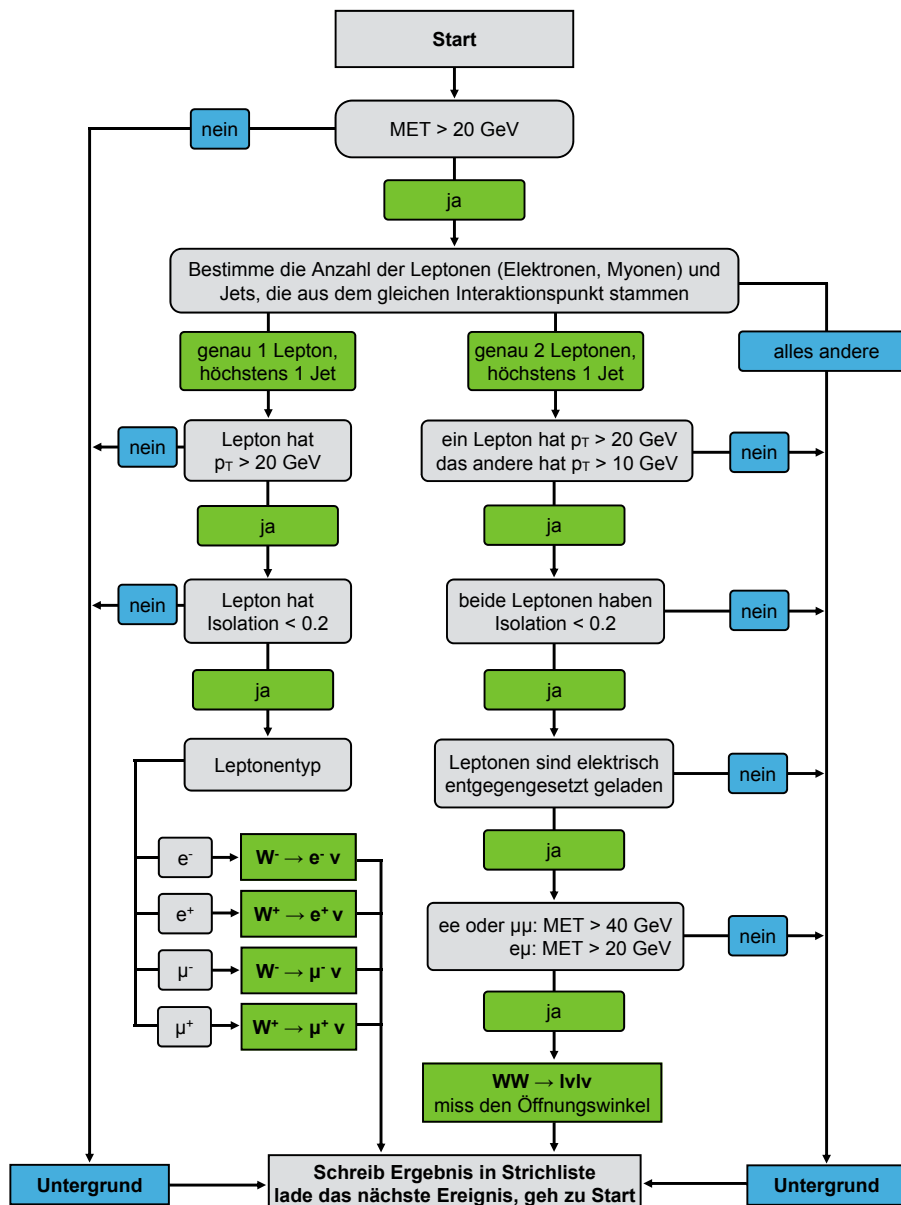 Start
nein
MET > 20 GeV
ja
Bestimme die Anzahl der Leptonen (Elektronen, Myonen) und
Jets, die aus dem gleichen Interaktionspunkt stammen
genau 1 Lepton,
höchstens 1 Jet
genau 2 Leptonen,
höchstens 1 Jet
alles andere
nein
Lepton hat
pT > 20 GeV
ein Lepton hat pT > 20 GeV
das andere hat pT > 10 GeV
nein
ja
ja
nein
Lepton hat
Isolation < 0.2
beide Leptonen haben
Isolation < 0.2
nein
ja
ja
Leptonentyp
Leptonen sind elektrisch
entgegengesetzt geladen
nein
ja
e-
W- → e- v
e+
W+ → e+ v
µ-
W- → µ- v
µ+
W+ → µ+ v
ee oder µµ: MET > 40 GeV
eµ: MET > 20 GeV
nein
ja
WW → lvlv
miss den Öffnungswinkel
Untergrund
Schreib Ergebnis in Strichliste
lade das nächste Ereignis, geh zu Start
Untergrund